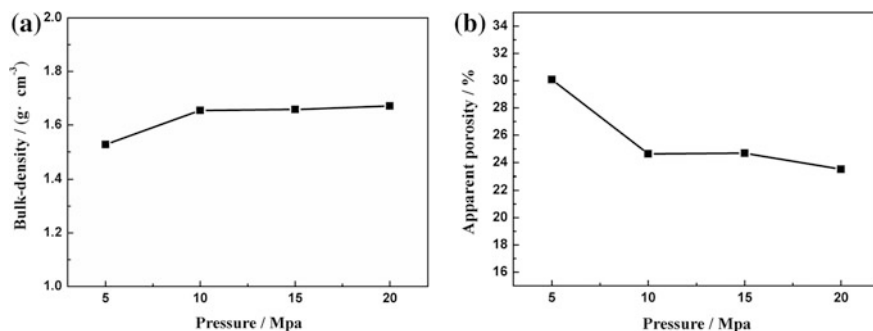 (a)
2.0
1.8
1.6
1.4
1.2
1.0
Bulk-density / (g· cm⁻³)
5 10 15 20
Pressure / Mpa
(b)
34
32
30
28
26
24
22
20
18
16
Apparent porosity / %
5 10 15 20
Pressure / Mpa